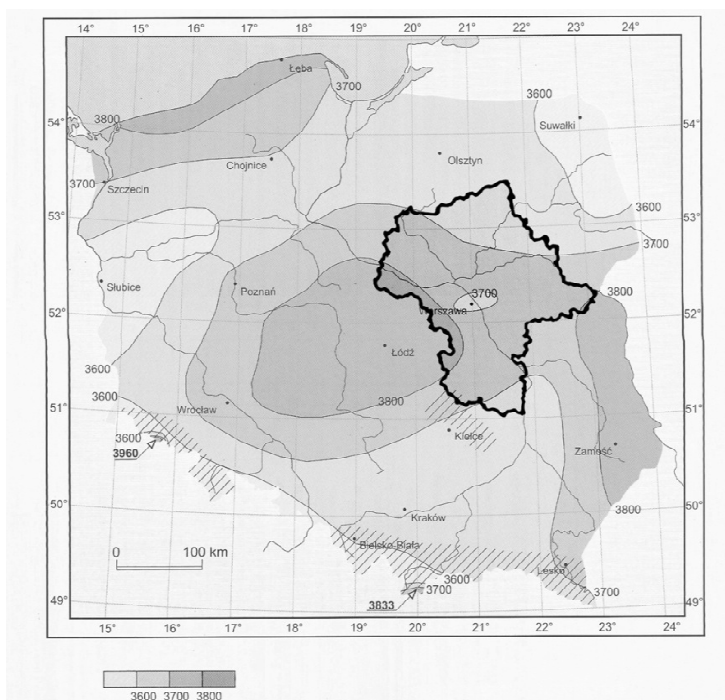 14° 15° 16° 17° 18° 19° 20° 21° 22° 23° 24°
Łeba
3700
3800
3600
54° 54°
Suwałki
Olsztyn
Chojnice
3700
Szczecin
53° 53°
3600
3700
Słubice
Poznań
3700
3800
Warszawa
52° 52°
Łódź
3600
3600
3800
Wrocław
51° 51°
3600
3960
Kielce
Zamość
50° 50°
3800
Kraków
0 100 km
Bielsko-Biała
Lesko
3600
3700
3700
3833
49° 49°
15° 16° 17° 18° 19° 20° 21° 22° 23°
3600 3700 3800